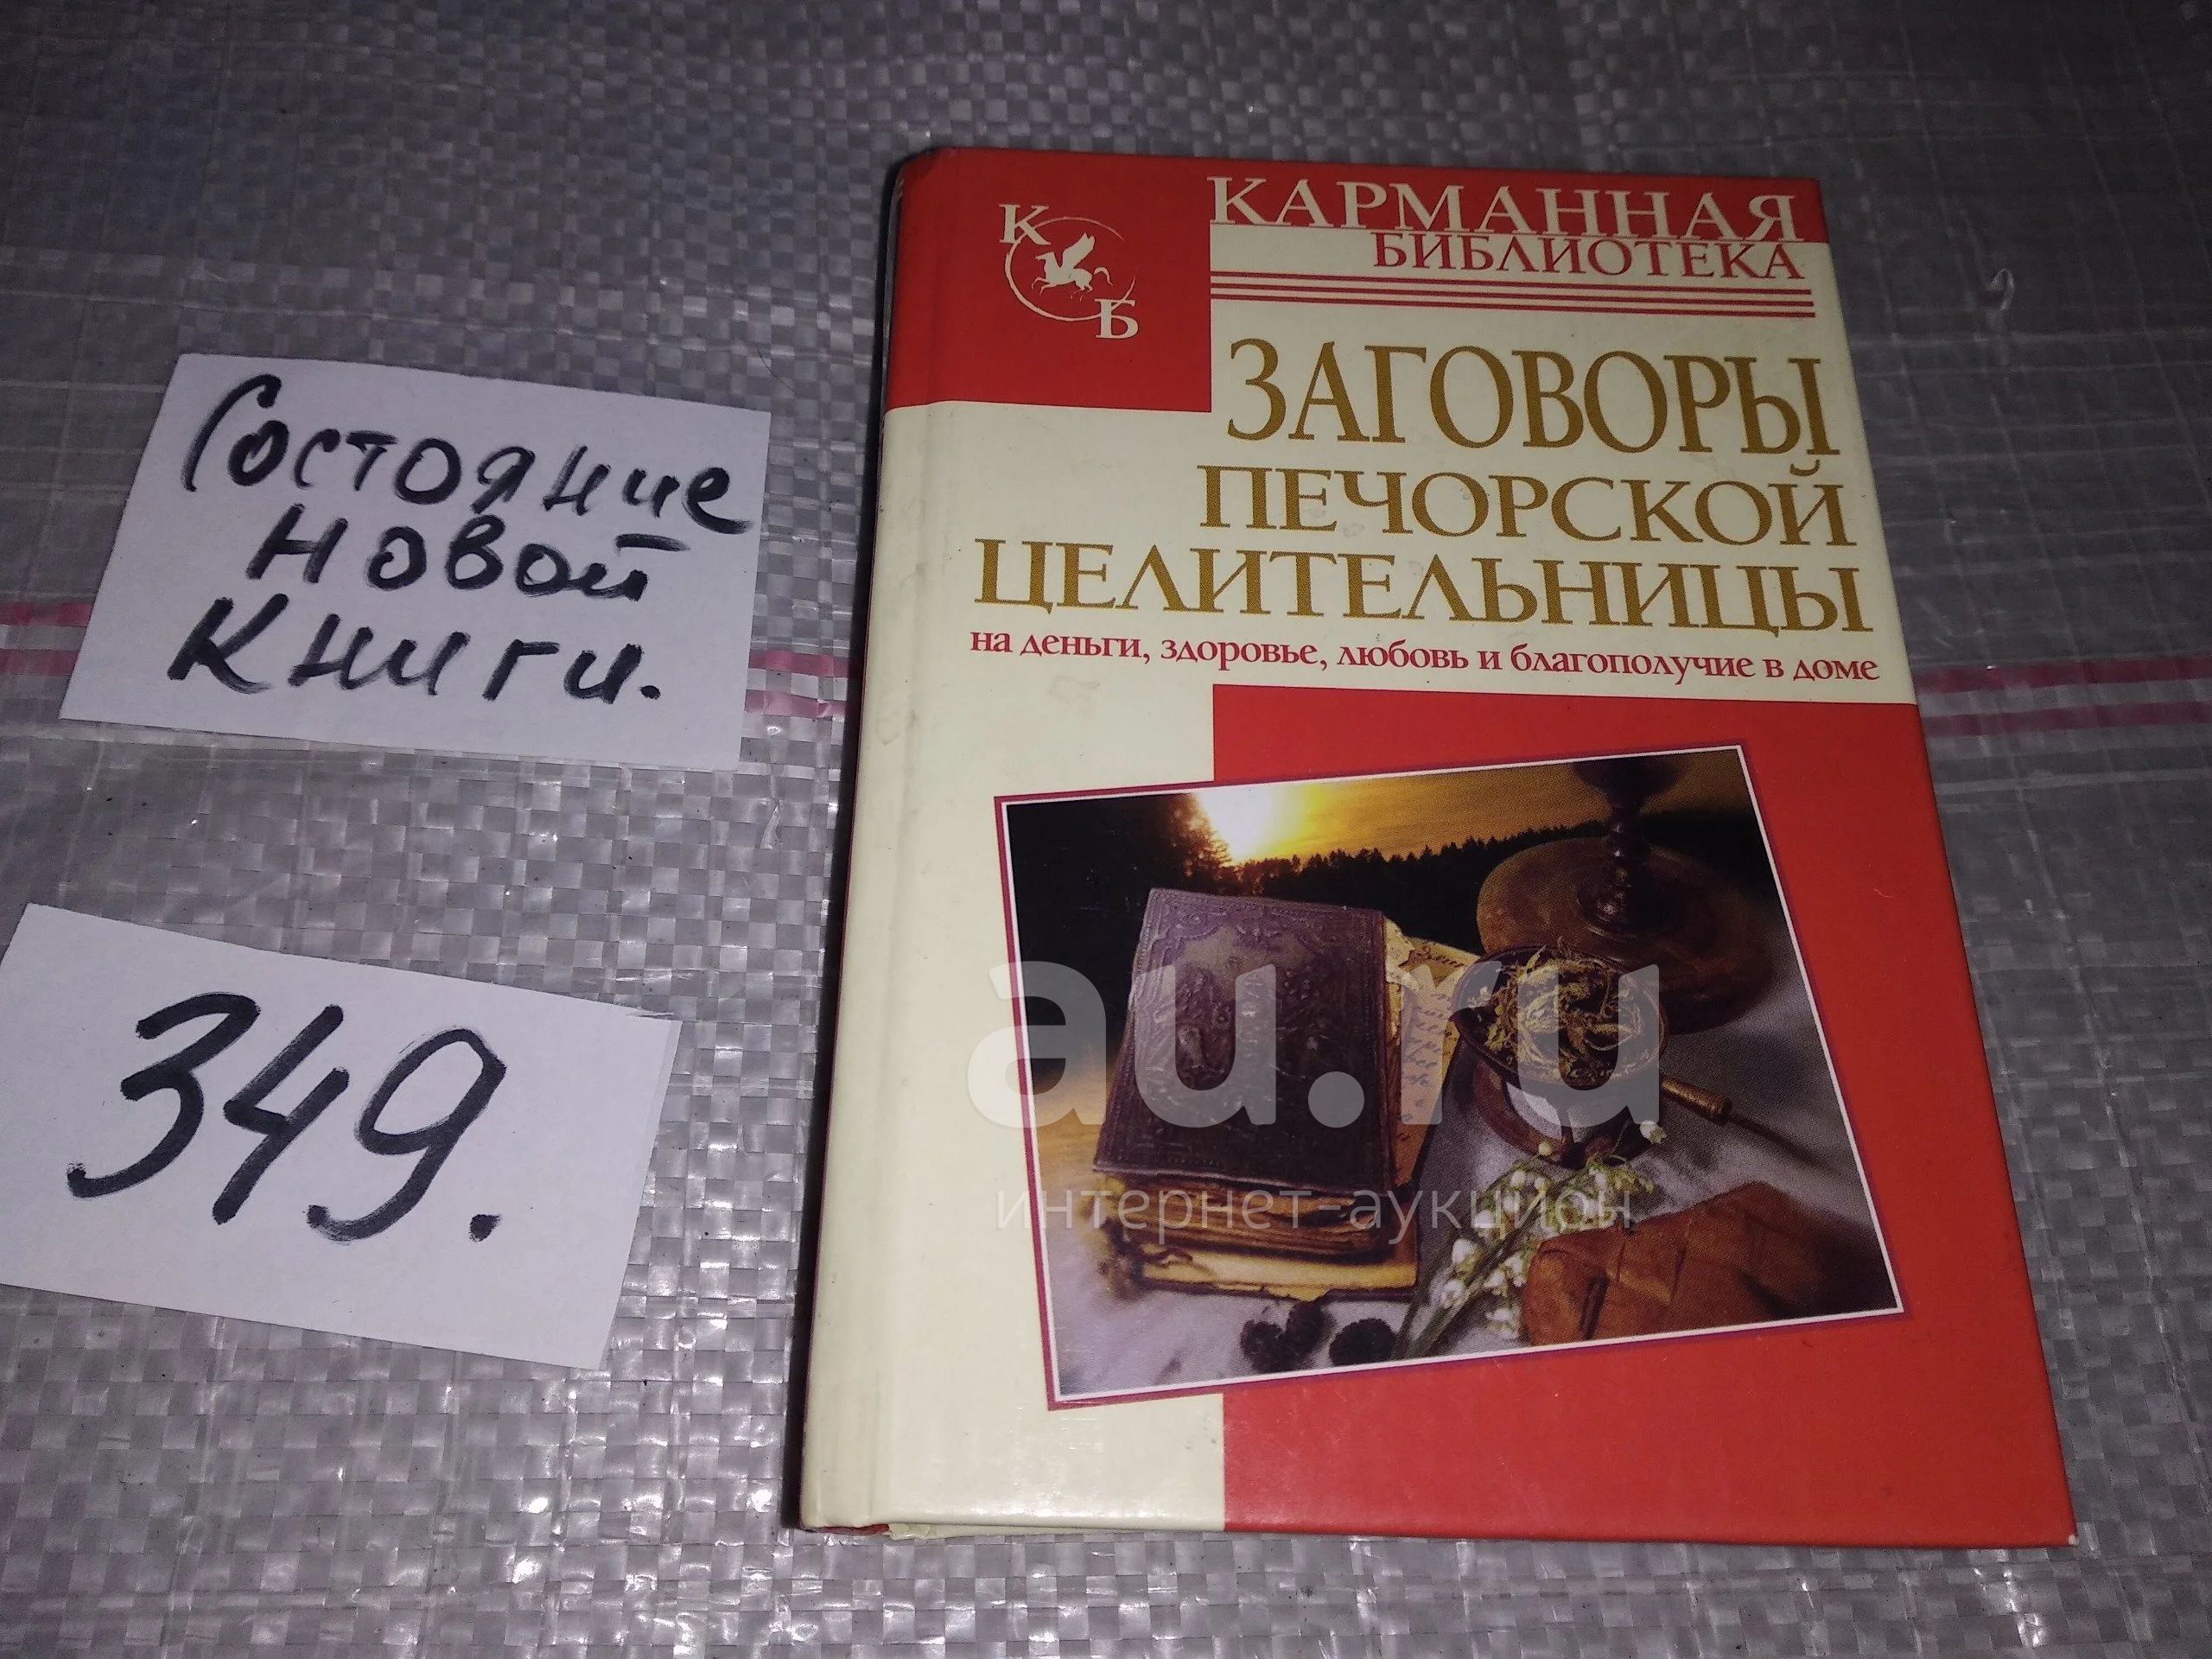 Состояние
новой
книги.
349.
К
Б
КАРМАННАЯ
БИБЛИОТЕКА
ЗАГОВОРЫ
ПЕЧОРСКОЙ
ЦЕЛИТЕЛЬНИЦЫ
на деньги, здоровье, любовь и благополучие в доме
au.ru
интернет-аукцион